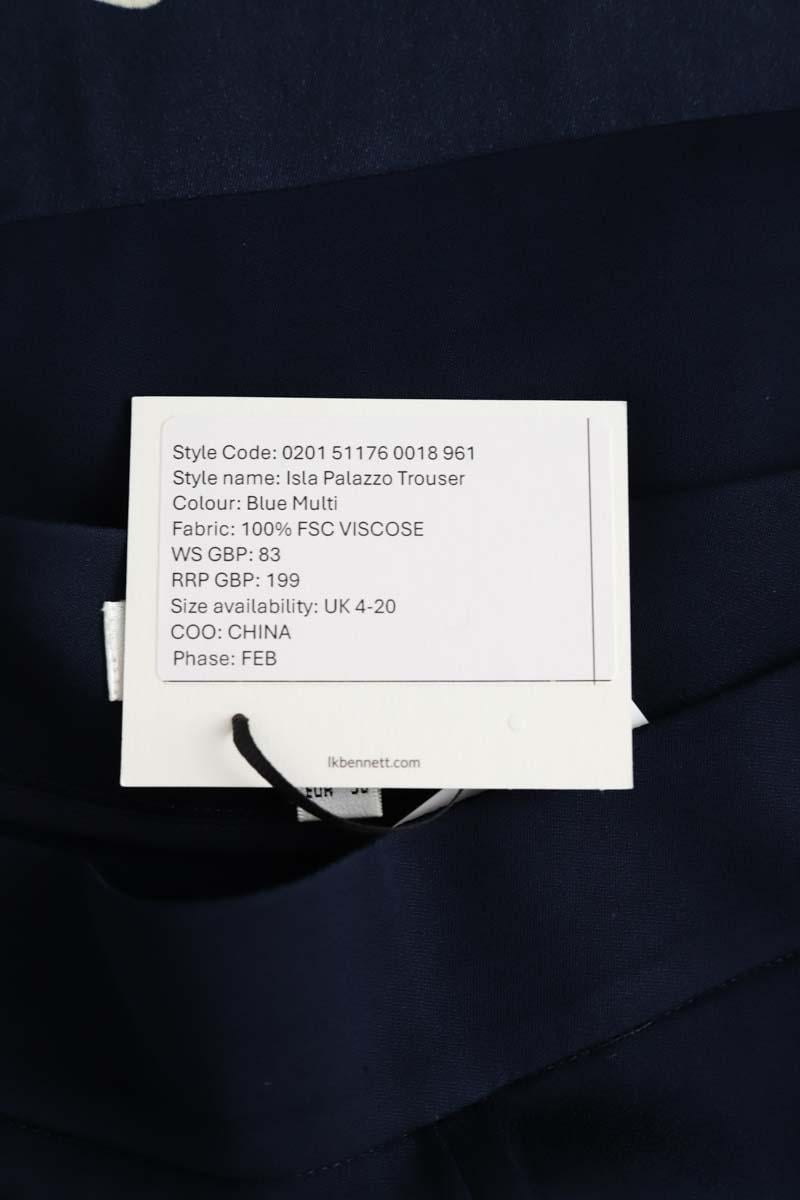 Style Code: 0201 51176 0018 961
Style name: Isla Palazzo Trouser
Colour: Blue Multi
Fabric: 100% FSC VISCOSE
WS GBP: 83
RRP GBP: 199
Size availability: UK 4-20
COO: CHINA
Phase: FEB
lkbennett.com
EUR